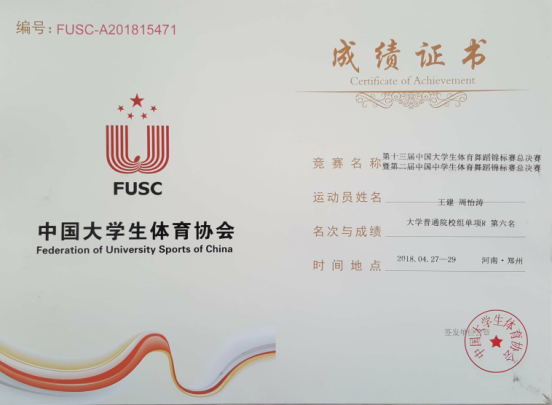 编号:FUSC-A201815471
FUSC
中国大学生体育协会
Federation of University Sports of China
成绩证书
Certificate of Achievement
竞赛名称 第十三届中国大学生体育舞蹈锦标赛总决赛
暨第二届中国中学生体育舞蹈锦标赛总决赛
运动员姓名 王健 周怡涛
名次与成绩 大学普通院校组单项W 第六名
时间地点 2018.04.27-29 河南·郑州
签发单位
中国大学生体育协会